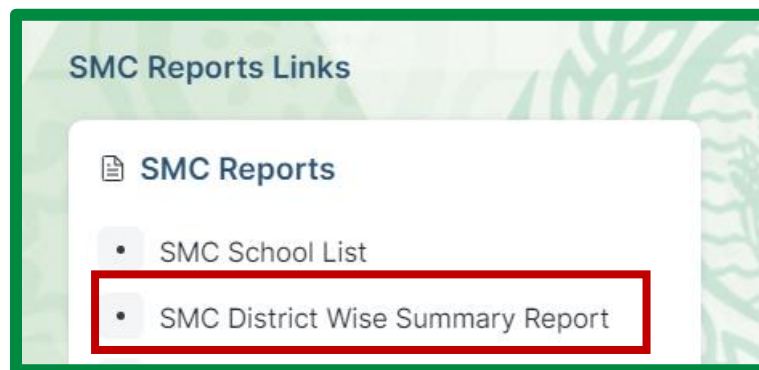 SMC Reports Links
SMC Reports
• SMC School List
• SMC District Wise Summary Report